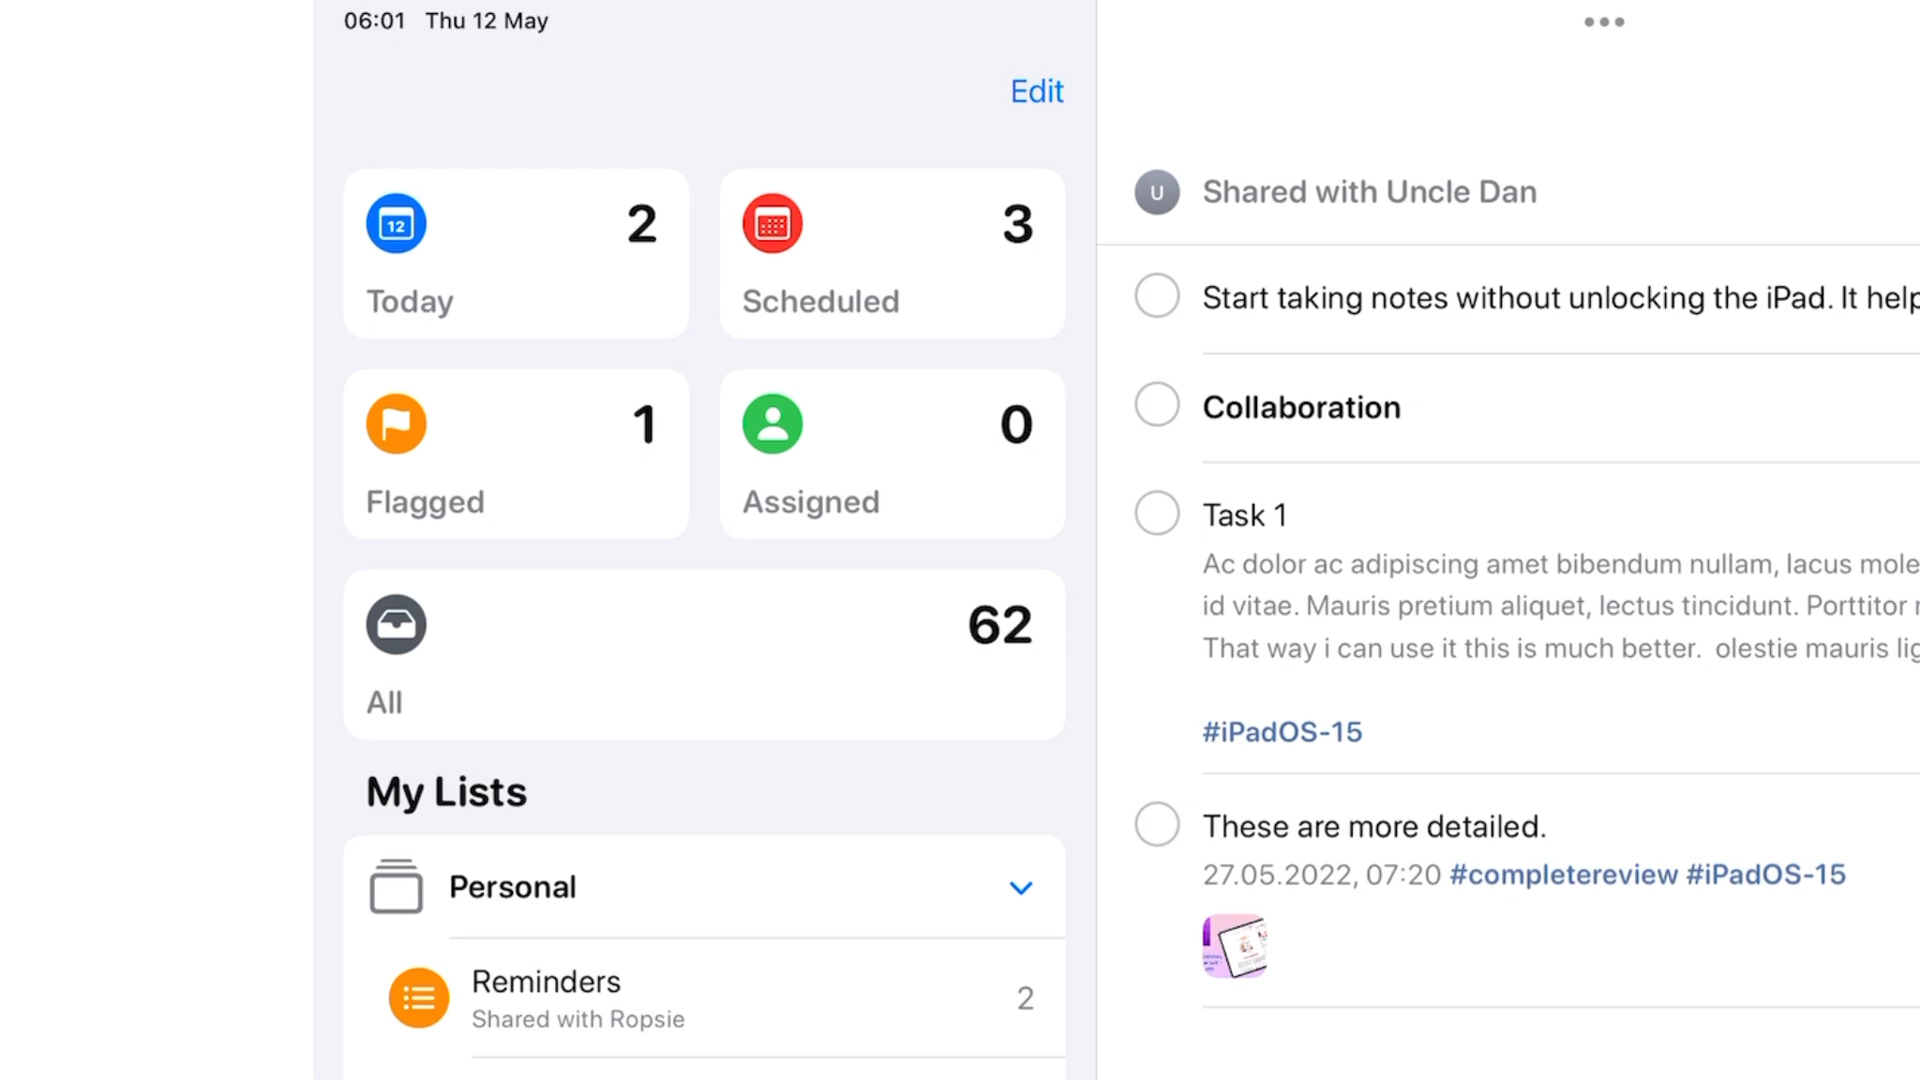 06:01 Thu 12 May
Edit
12
2
Today
3
Scheduled
1
Flagged
0
Assigned
62
All
My Lists
Personal
Reminders
Shared with Ropsie
2
U
Shared with Uncle Dan
Start taking notes without unlocking the iPad. It help
Collaboration
Task 1
Ac dolor ac adipiscing amet bibendum nullam, lacus mole
id vitae. Mauris pretium aliquet, lectus tincidunt. Porttitor
That way i can use it this is much better. olestie mauris lig
#iPadOS-15
These are more detailed.
27.05.2022, 07:20 #completereview #iPadOS-15